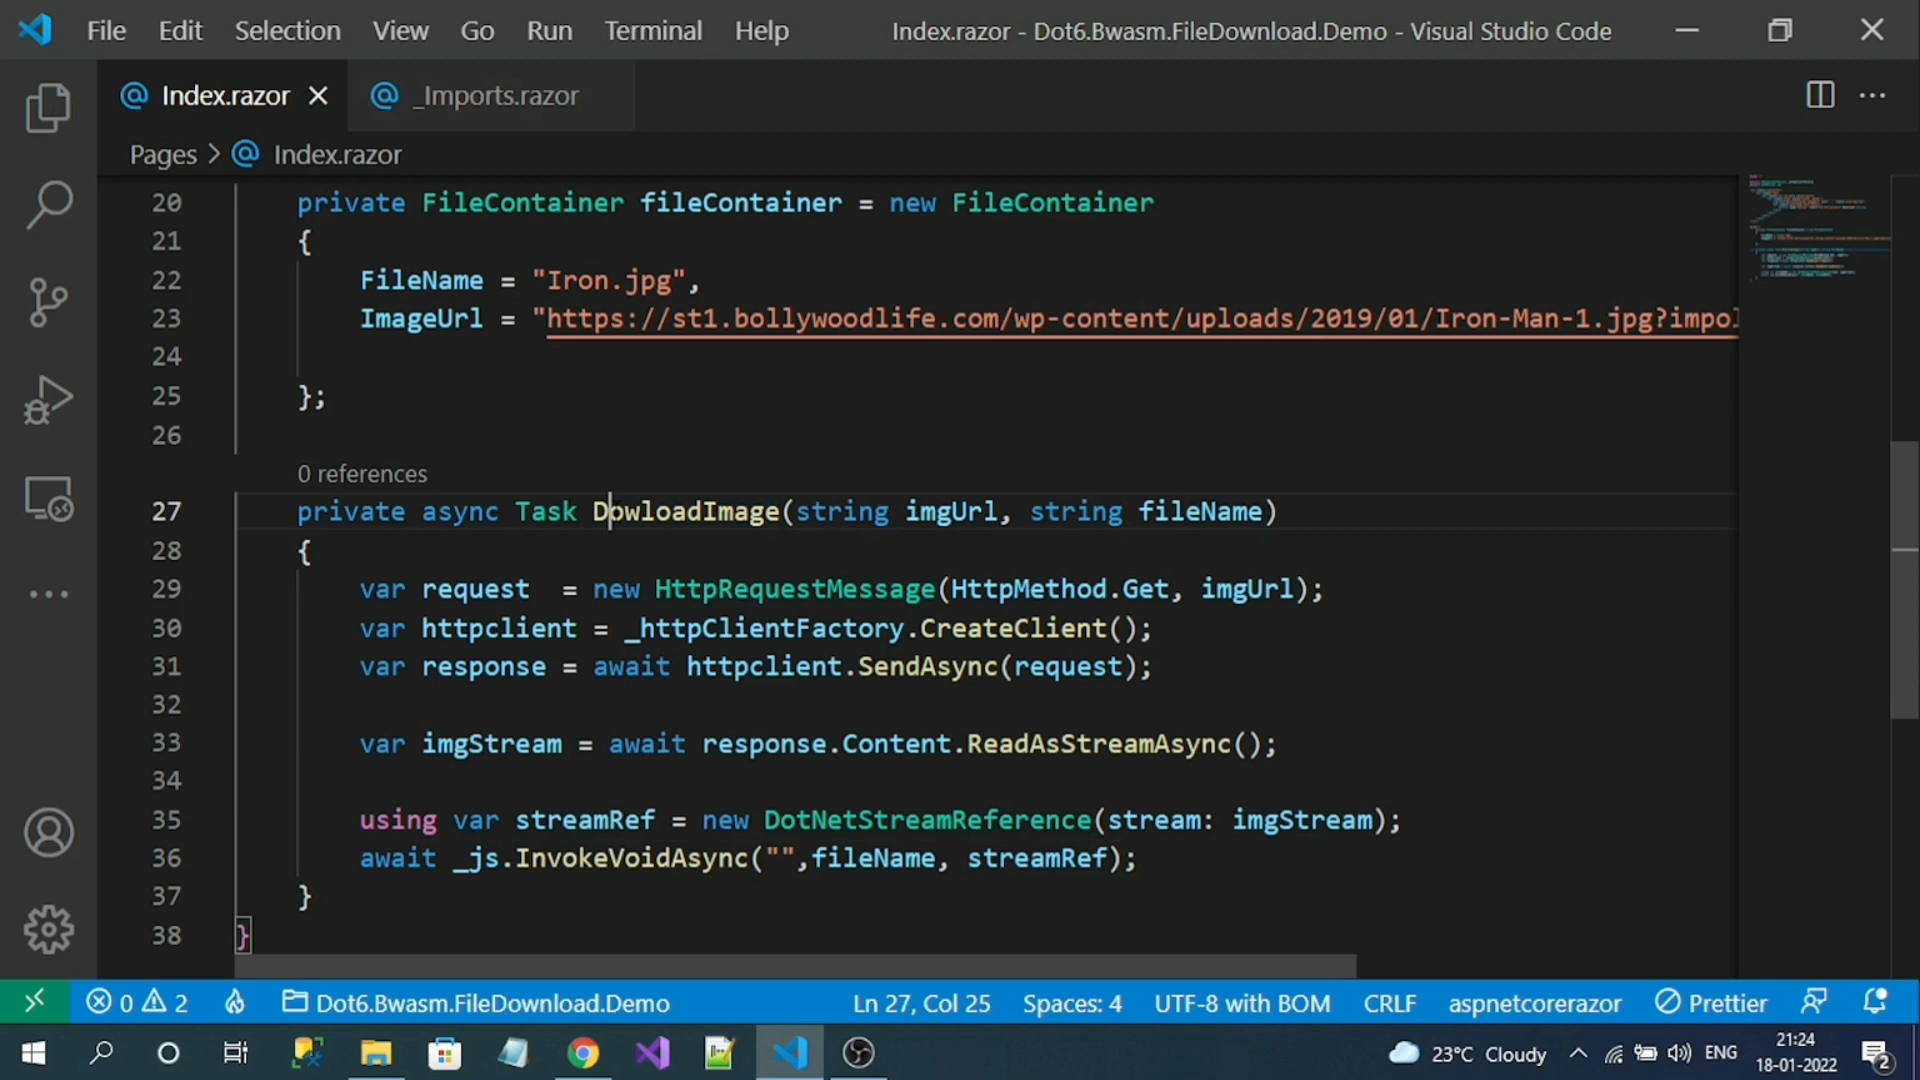 File Edit Selection View Go Run Terminal Help Index.razor - Dot6.Bwasm.FileDownload.Demo - Visual Studio Code
Index.razor _Imports.razor
Pages > Index.razor
20 private FileContainer fileContainer = new FileContainer
21 {
22 FileName = "Iron.jpg",
23 ImageUrl = "https://st1.bollywoodlife.com/wp-content/uploads/2019/01/Iron-Man-1.jpg?impol
24
25 };
26
0 references
27 private async Task DowloadImage(string imgUrl, string fileName)
28 {
29 var request  = new HttpRequestMessage(HttpMethod.Get, imgUrl);
30 var httpclient = _httpClientFactory.CreateClient();
31 var response = await httpclient.SendAsync(request);
32
33 var imgStream = await response.Content.ReadAsStreamAsync();
34
35 using var streamRef = new DotNetStreamReference(stream: imgStream);
36 await _js.InvokeVoidAsync("",fileName, streamRef);
37 }
38 }
0 2 Dot6.Bwasm.FileDownload.Demo Ln 27, Col 25 Spaces: 4 UTF-8 with BOM CRLF aspnetcorerazor Prettier
23°C Cloudy ENG 21:24
18-01-2022 2